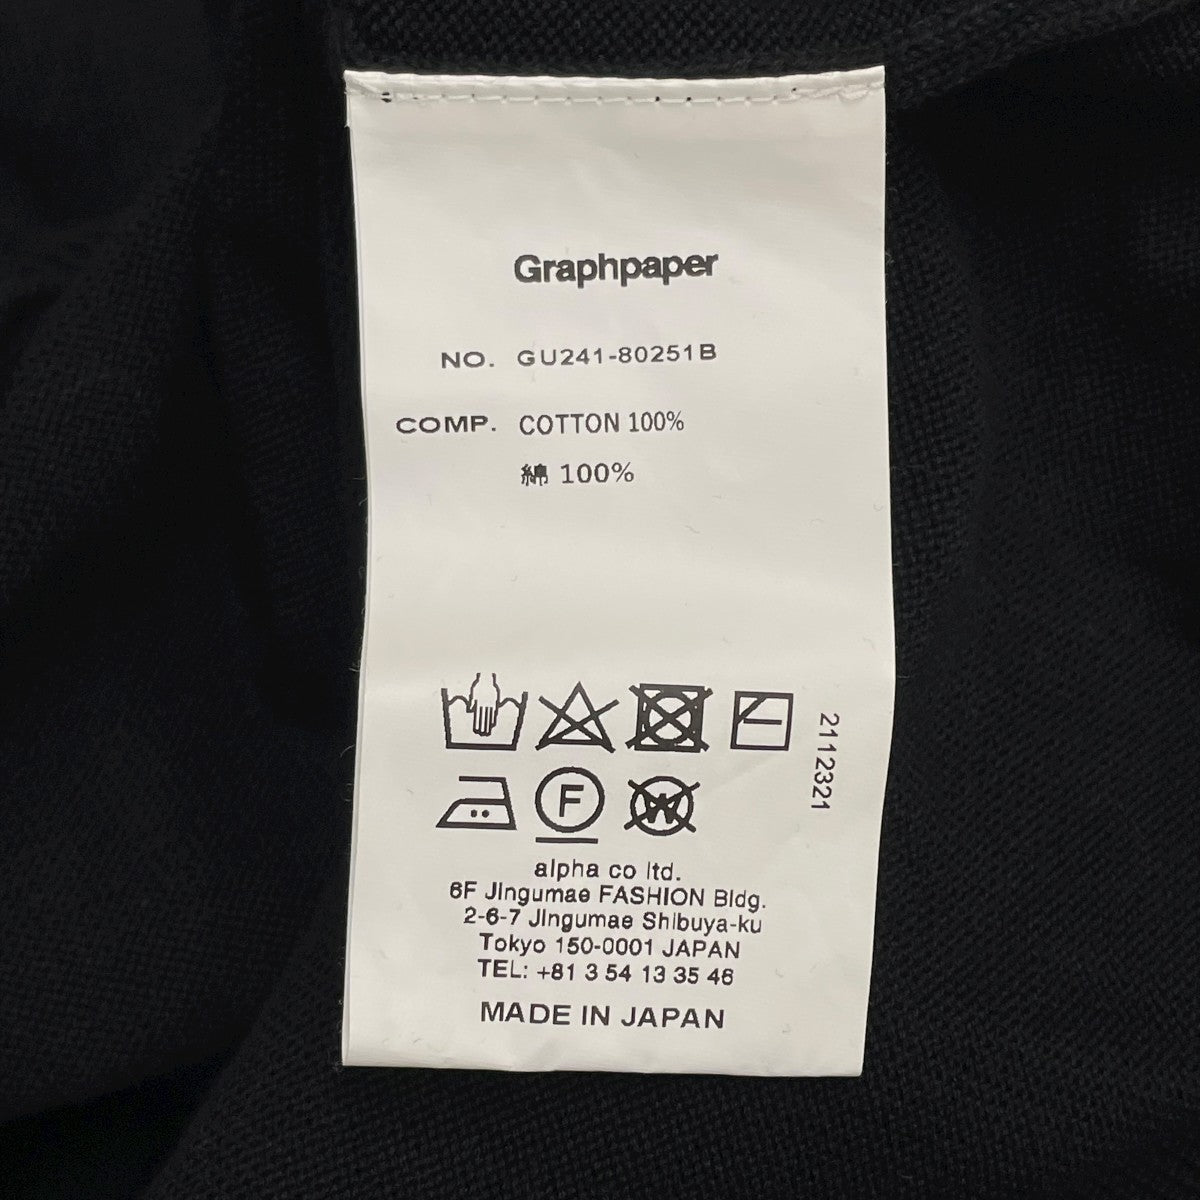 Graphpaper
NO. GU241-80251B
COMP. COTTON 100%
綿 100%
2112321
F
W
alpha co ltd.
6F Jingumae FASHION Bldg.
2-6-7 Jingumae Shibuya-ku
Tokyo 150-0001 JAPAN
TEL: +81 3 54 13 35 46
MADE IN JAPAN